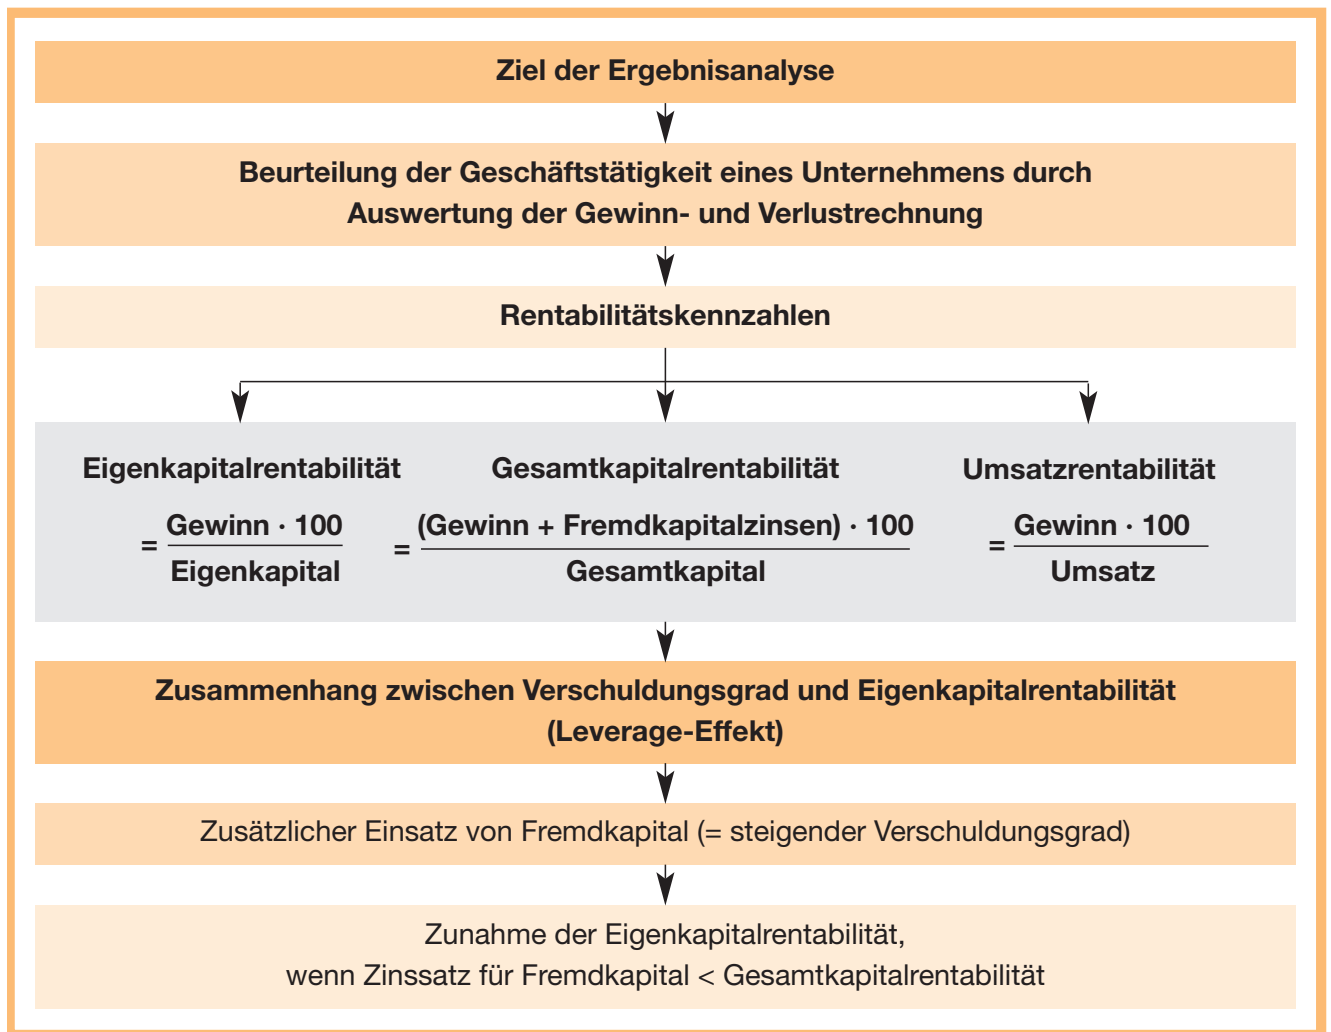 Ziel der Ergebnisanalyse
Beurteilung der Geschäftstätigkeit eines Unternehmens durch
Auswertung der Gewinn- und Verlustrechnung
Rentabilitätskennzahlen
Eigenkapitalrentabilität
= Gewinn · 100
Eigenkapital
Gesamtkapitalrentabilität
= (Gewinn + Fremdkapitalzinsen) · 100
Gesamtkapital
Umsatzrentabilität
= Gewinn · 100
Umsatz
Zusammenhang zwischen Verschuldungsgrad und Eigenkapitalrentabilität
(Leverage-Effekt)
Zusätzlicher Einsatz von Fremdkapital (= steigender Verschuldungsgrad)
Zunahme der Eigenkapitalrentabilität,
wenn Zinssatz für Fremdkapital < Gesamtkapitalrentabilität